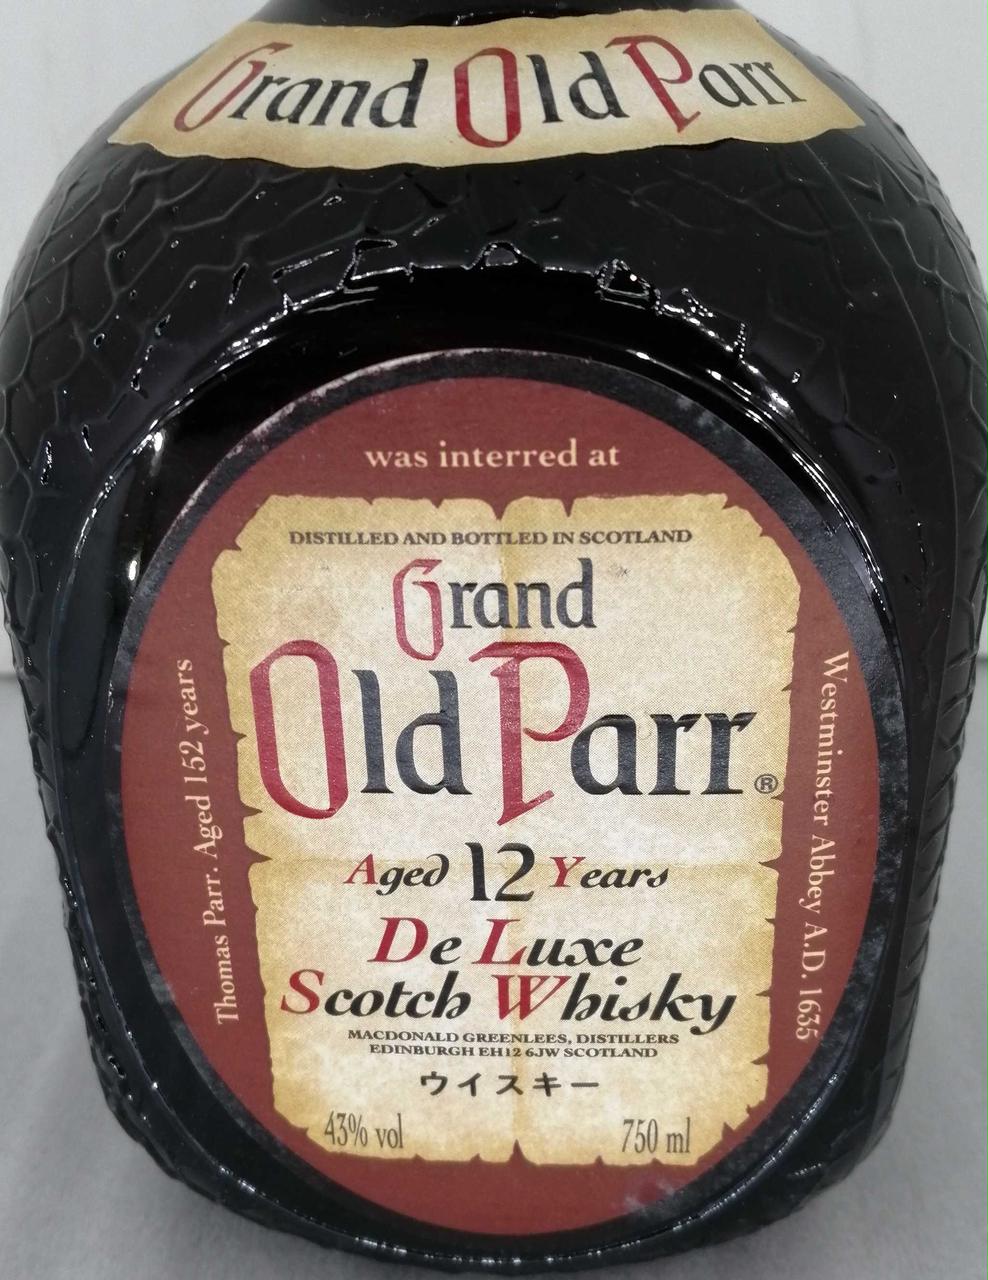 Grand Old Parr
was interred at
Thomas Parr. Aged 152 years
Westminster Abbey A.D. 1635
DISTILLED AND BOTTLED IN SCOTLAND
Grand
Old Parr®
Aged 12 Years
De Luxe
Scotch Whisky
MACDONALD GREENLEES, DISTILLERS
EDINBURGH EH12 6JW SCOTLAND
ウイスキー
43% vol 750 ml